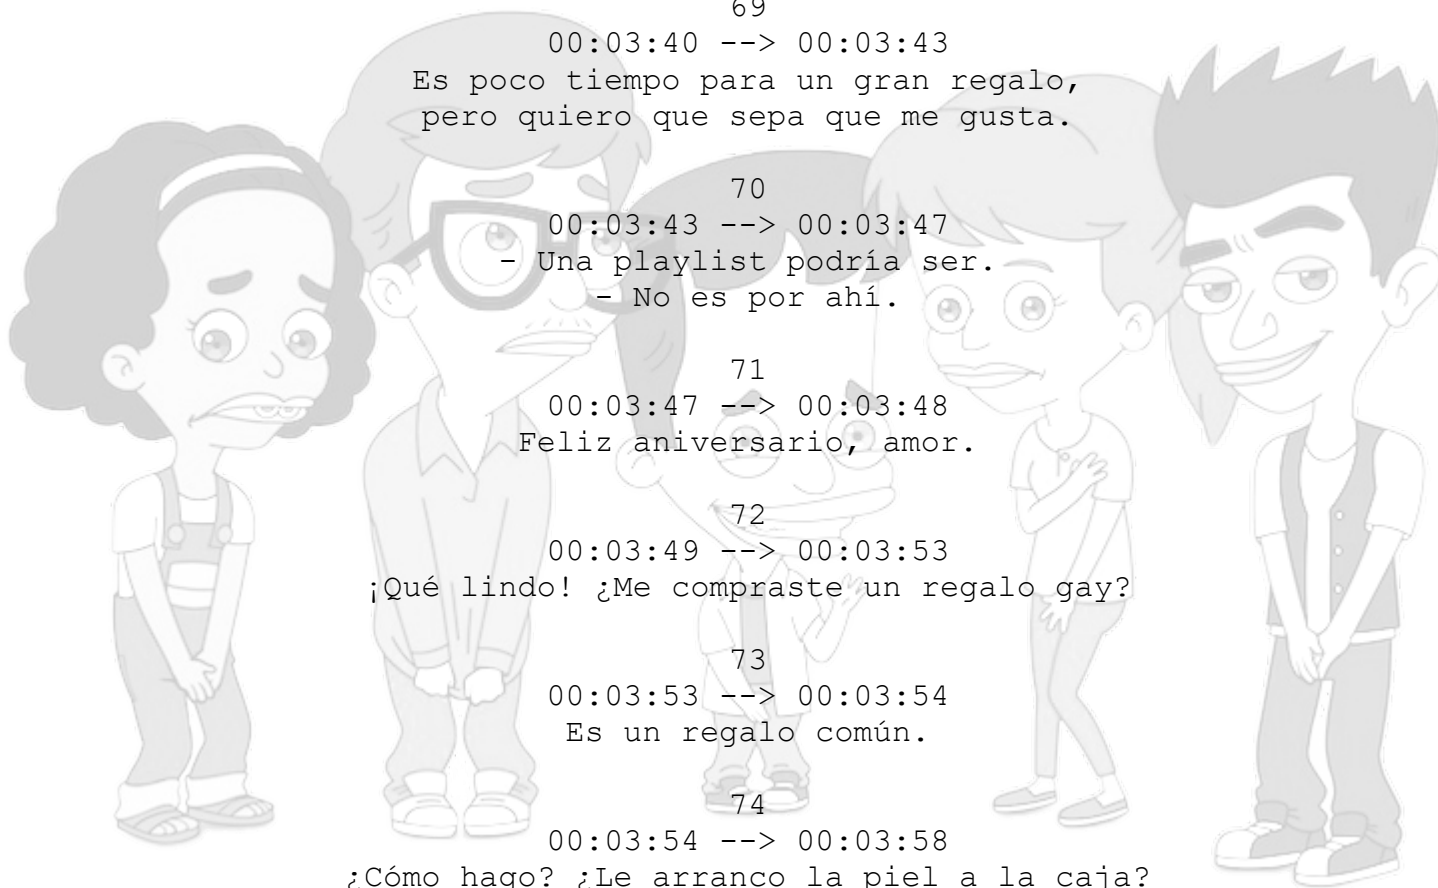 69
00:03:40 --> 00:03:43
Es poco tiempo para un gran regalo,
pero quiero que sepa que me gusta.
70
00:03:43 --> 00:03:47
- Una playlist podría ser.
- No es por ahí.
71
00:03:47 --> 00:03:48
Feliz aniversario, amor.
72
00:03:49 --> 00:03:53
¡Qué lindo! ¿Me compraste un regalo gay?
73
00:03:53 --> 00:03:54
Es un regalo común.
74
00:03:54 --> 00:03:58
¿Cómo hago? ¿Le arranco la piel a la caja?